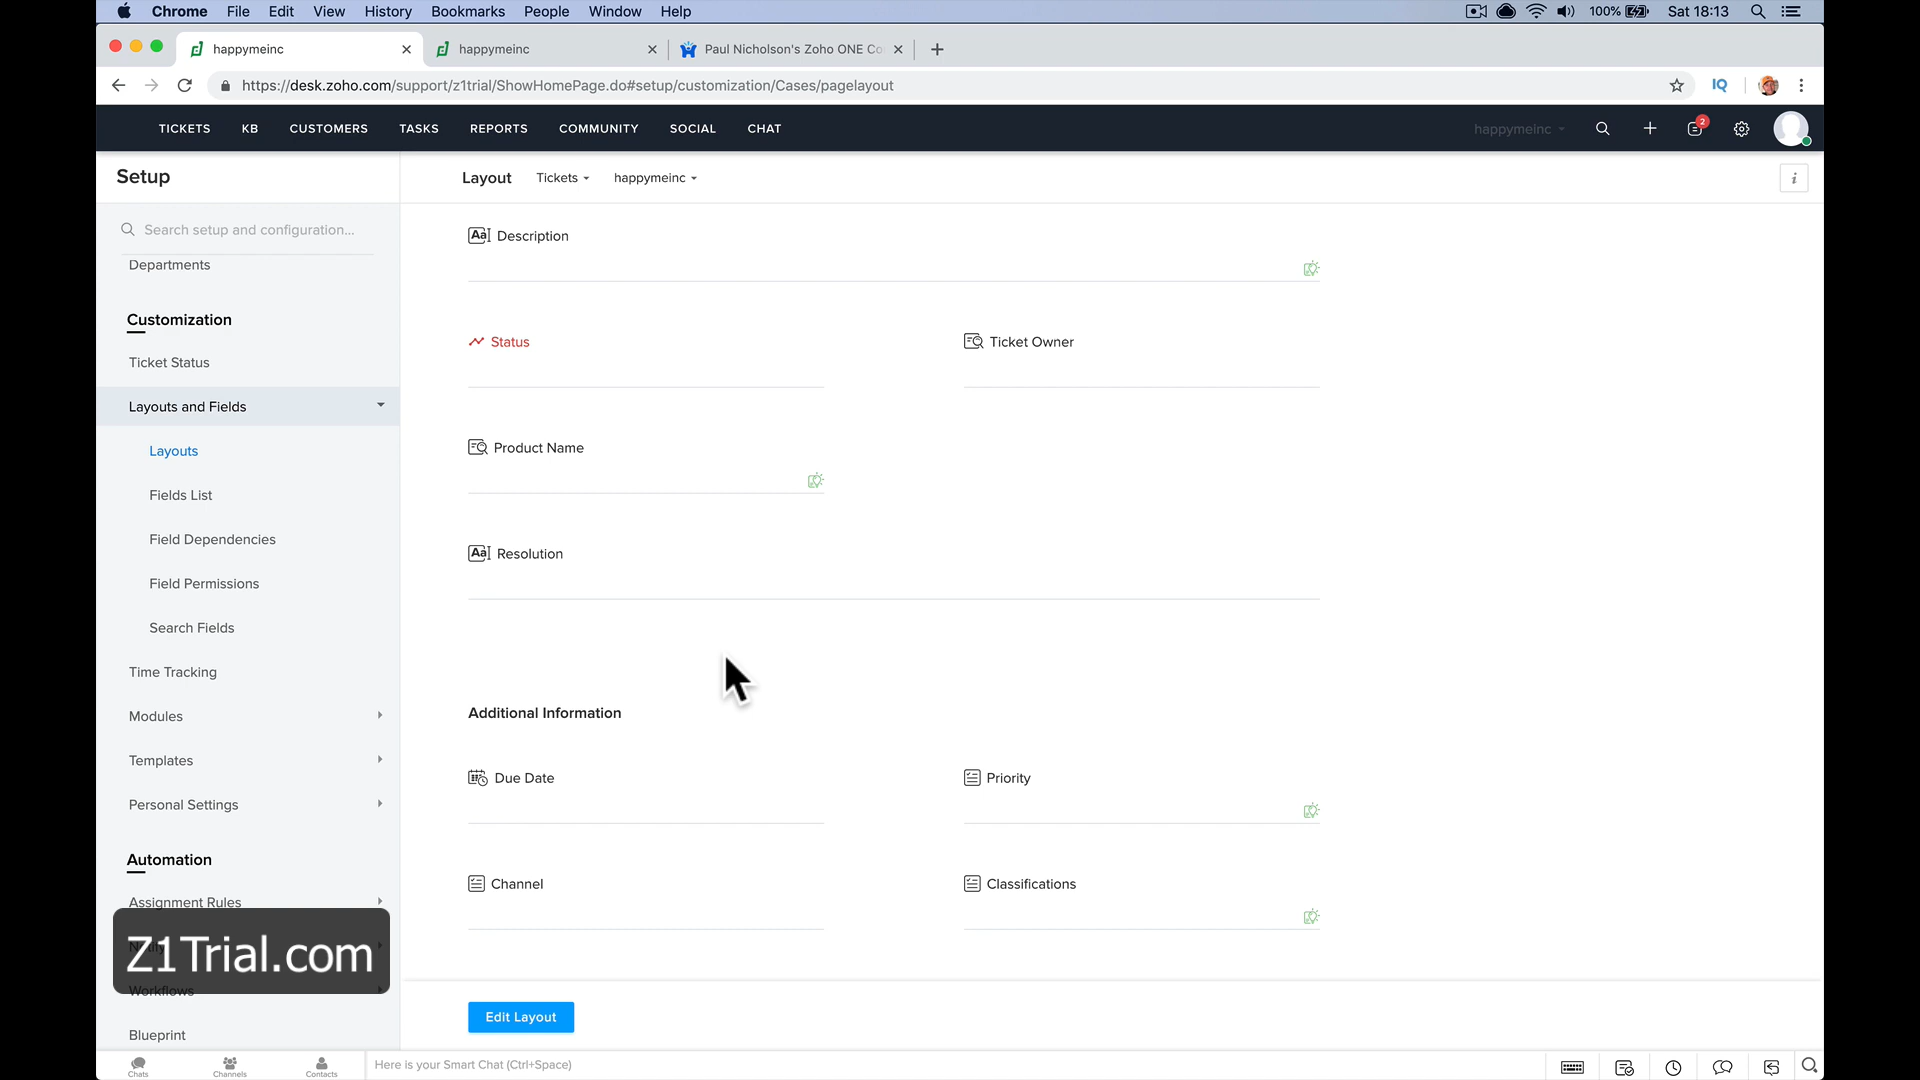 Chrome File Edit View History Bookmarks People Window Help 100% Sat 18:13
happymeinc happymeinc Paul Nicholson's Zoho ONE Co
https://desk.zoho.com/support/z1trial/ShowHomePage.do#setup/customization/Cases/pagelayout IQ
TICKETS KB CUSTOMERS TASKS REPORTS COMMUNITY SOCIAL CHAT happymeinc 2
Setup
Search setup and configuration...
Departments
Customization
Ticket Status
Layouts and Fields
Layouts
Fields List
Field Dependencies
Field Permissions
Search Fields
Time Tracking
Modules
Templates
Personal Settings
Automation
Assignment Rules
Z1Trial.com
Workflows
Blueprint
Layout Tickets happymeinc i
Aa Description
Status Ticket Owner
Product Name
Aa Resolution
Additional Information
Due Date Priority
Channel Classifications
Edit Layout
Chats Channels Contacts Here is your Smart Chat (Ctrl+Space)